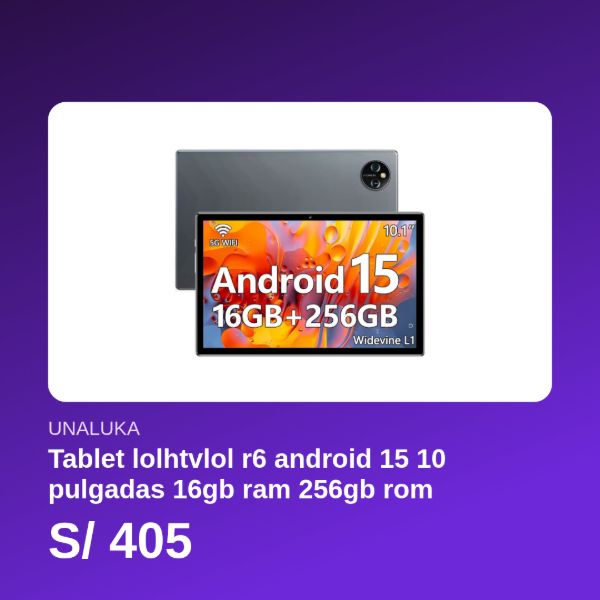 5G WIFI
10.1"
Android 15
16GB+256GB
Widevine L1
UNALUKA
Tablet lolhtvlol r6 android 15 10
pulgadas 16gb ram 256gb rom
S/ 405